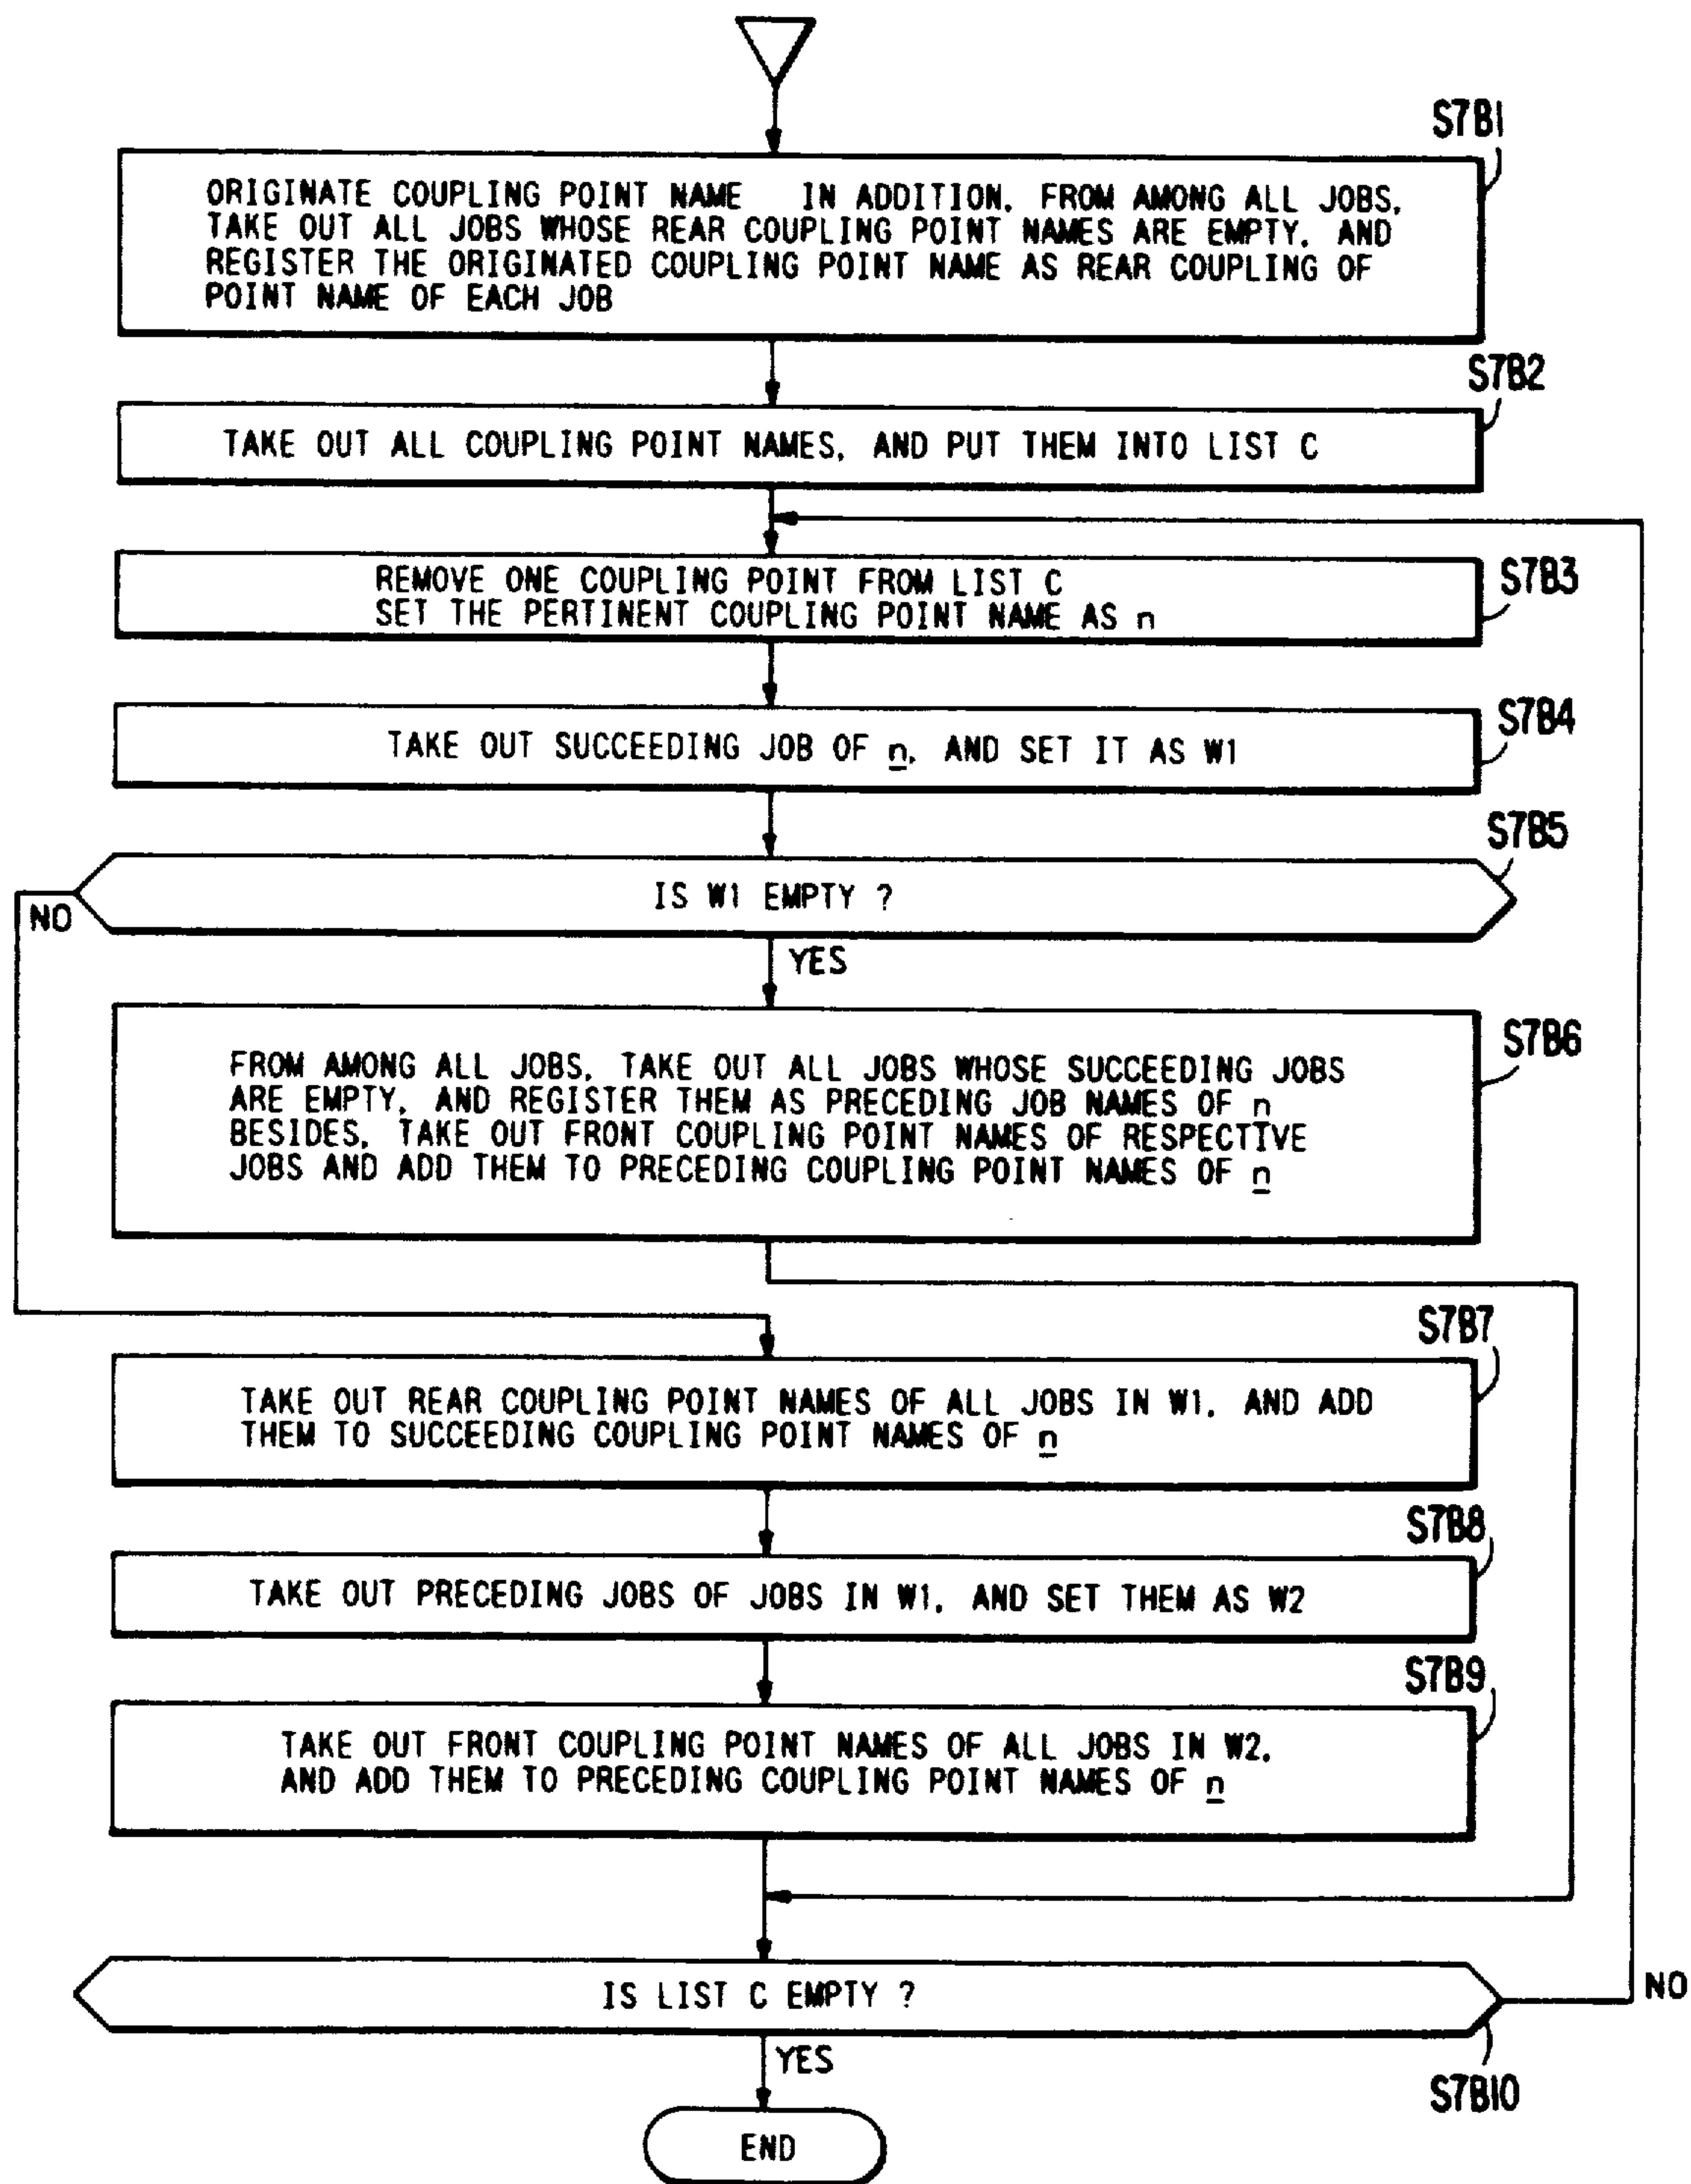 S7B1
ORIGINATE COUPLING POINT NAME IN ADDITION. FROM AMONG ALL JOBS,
TAKE OUT ALL JOBS WHOSE REAR COUPLING POINT NAMES ARE EMPTY, AND
REGISTER THE ORIGINATED COUPLING POINT NAME AS REAR COUPLING OF
POINT NAME OF EACH JOB
S7B2
TAKE OUT ALL COUPLING POINT NAMES, AND PUT THEM INTO LIST C
S7B3
REMOVE ONE COUPLING POINT FROM LIST C
SET THE PERTINENT COUPLING POINT NAME AS n
S7B4
TAKE OUT SUCCEEDING JOB OF n, AND SET IT AS W1
S7B5
IS W1 EMPTY ?
NO
YES
S7B6
FROM AMONG ALL JOBS, TAKE OUT ALL JOBS WHOSE SUCCEEDING JOBS
ARE EMPTY, AND REGISTER THEM AS PRECEDING JOB NAMES OF n
BESIDES, TAKE OUT FRONT COUPLING POINT NAMES OF RESPECTIVE
JOBS AND ADD THEM TO PRECEDING COUPLING POINT NAMES OF n
S7B7
TAKE OUT REAR COUPLING POINT NAMES OF ALL JOBS IN W1, AND ADD
THEM TO SUCCEEDING COUPLING POINT NAMES OF n
S7B8
TAKE OUT PRECEDING JOBS OF JOBS IN W1, AND SET THEM AS W2
S7B9
TAKE OUT FRONT COUPLING POINT NAMES OF ALL JOBS IN W2,
AND ADD THEM TO PRECEDING COUPLING POINT NAMES OF n
IS LIST C EMPTY ?
NO
YES
S7B10
END